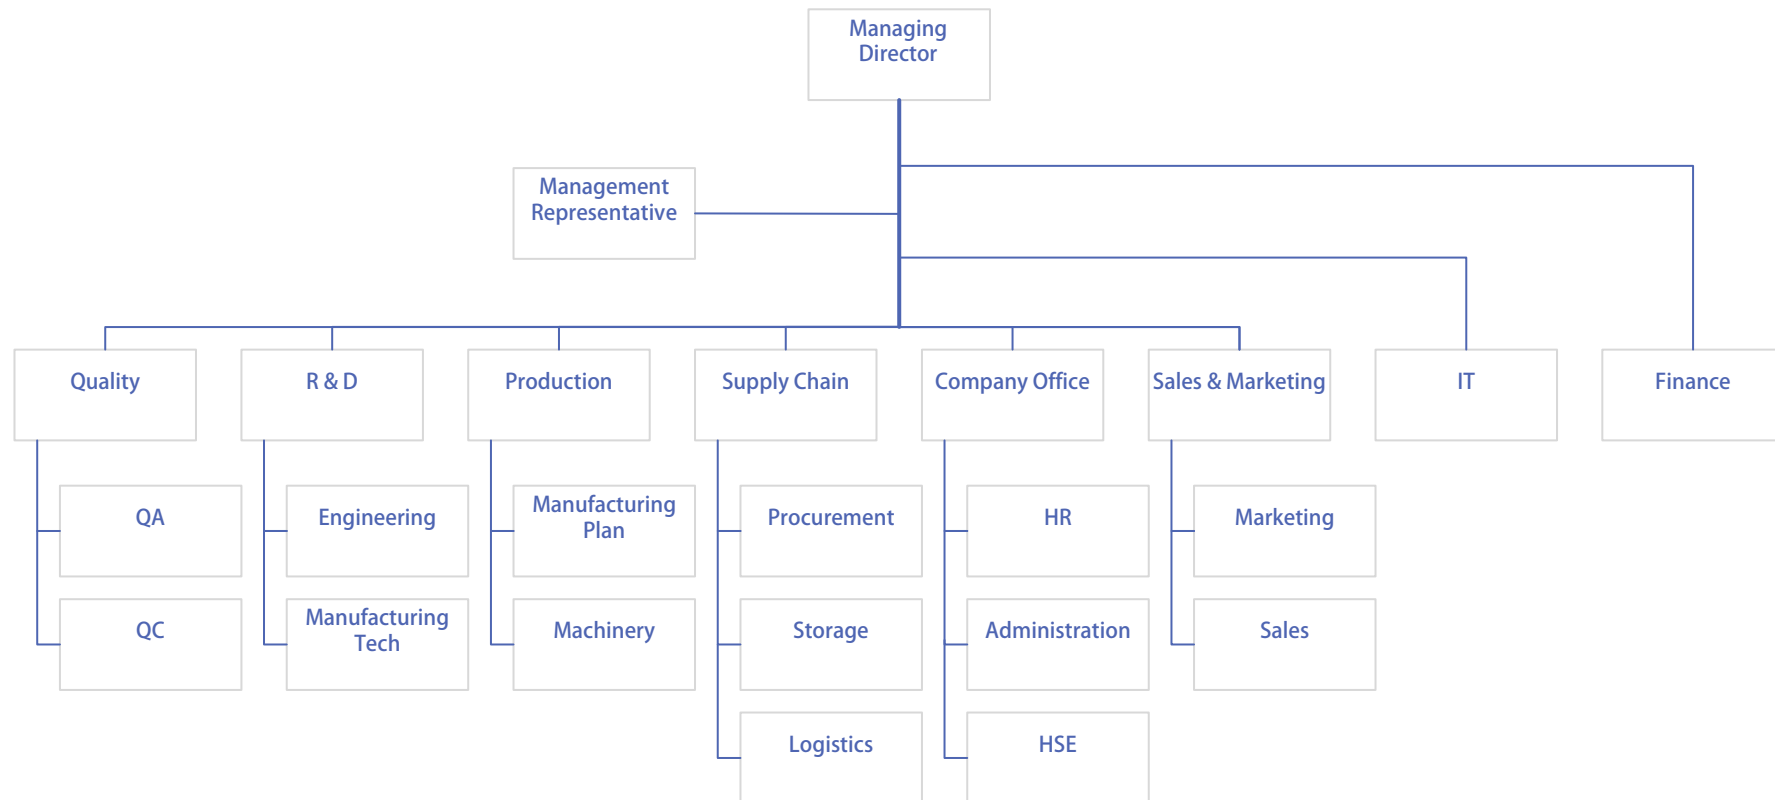 Managing
Director
Management
Representative
Quality
R & D
Production
Supply Chain
Company Office
Sales & Marketing
IT
Finance
QA
Engineering
Manufacturing
Plan
Procurement
HR
Marketing
QC
Manufacturing
Tech
Machinery
Storage
Administration
Sales
Logistics
HSE